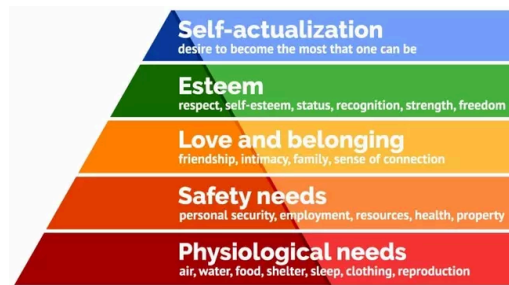 Self-actualization
desire to become the most that one can be
Esteem
respect, self-esteem, status, recognition, strength, freedom
Love and belonging
friendship, intimacy, family, sense of connection
Safety needs
personal security, employment, resources, health, property
Physiological needs
air, water, food, shelter, sleep, clothing, reproduction